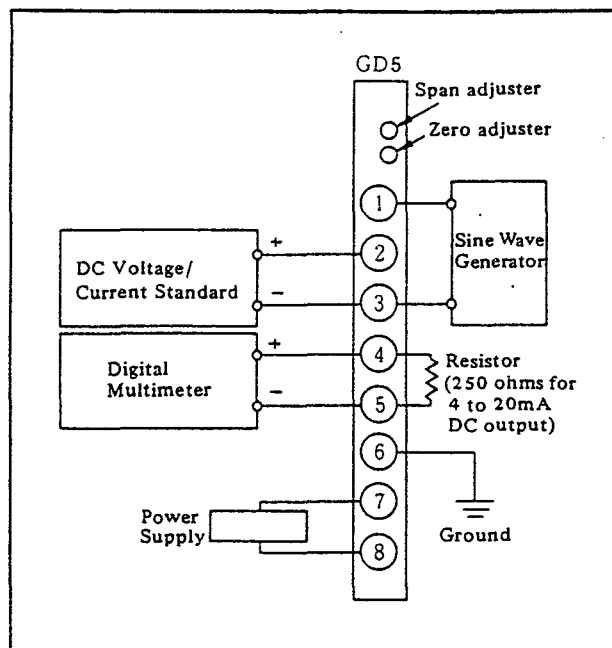 GD5
Span adjuster
Zero adjuster
1
Sine Wave
Generator
+
DC Voltage/
Current Standard
−
2
3
+
Digital
Multimeter
−
4
5
Resistor
(250 ohms for
4 to 20mA
DC output)
6
Ground
7
Power
Supply
8